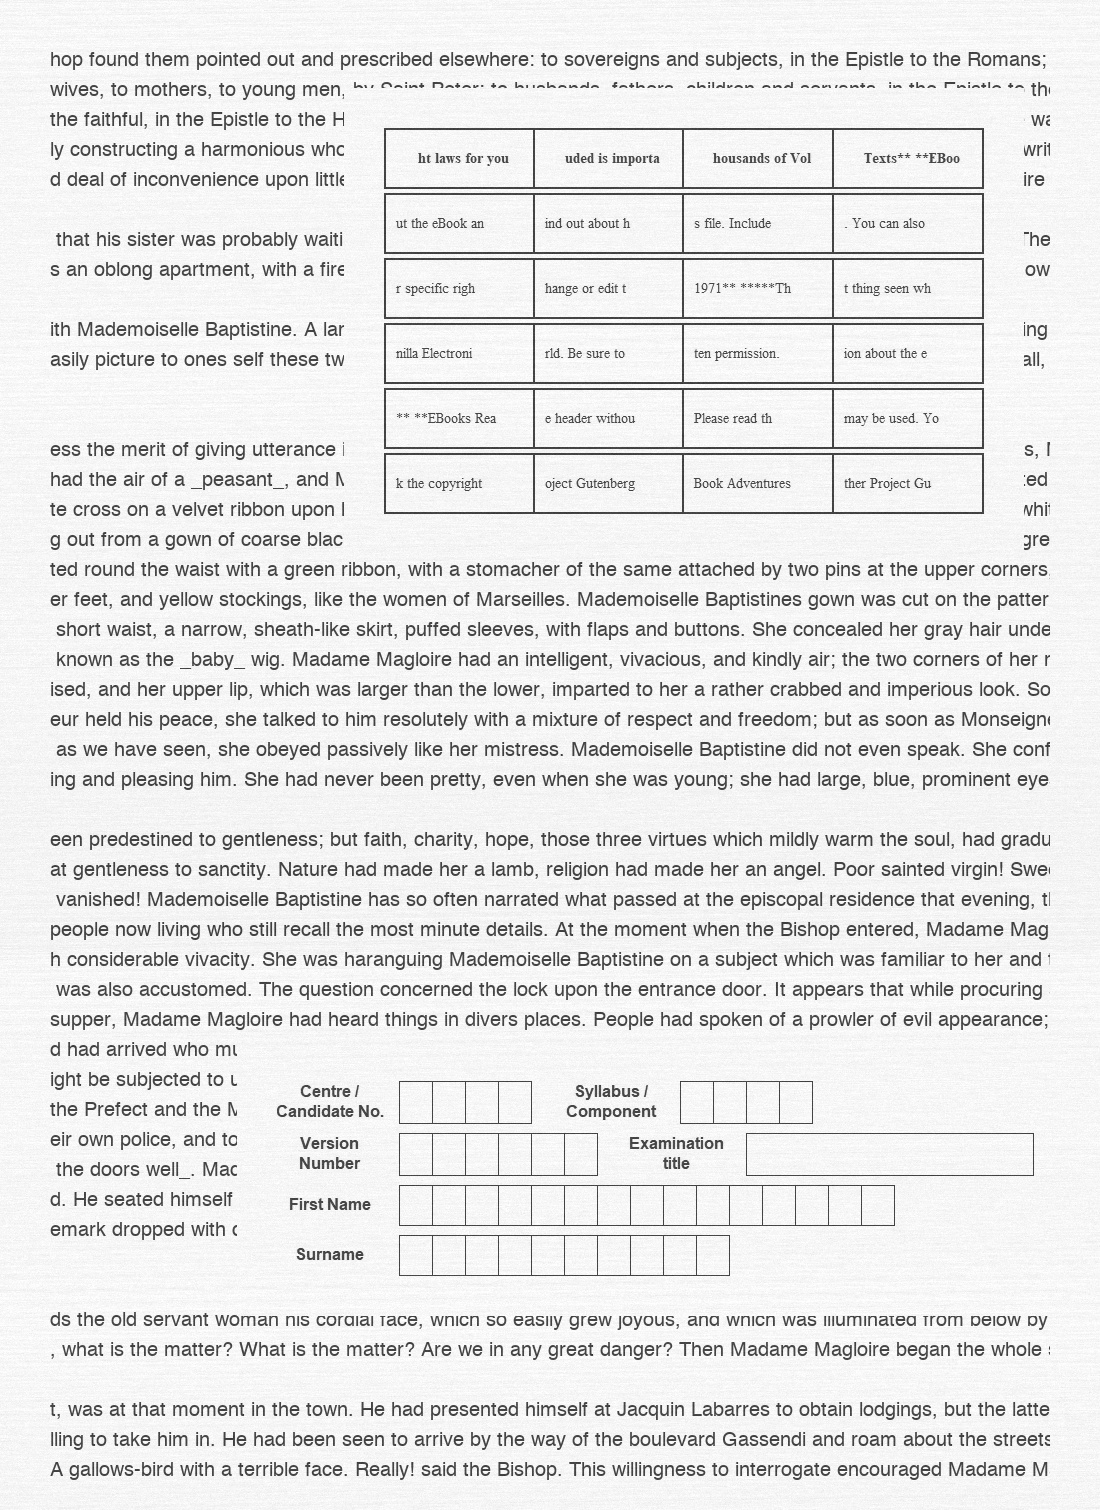 hop found them pointed out and prescribed elsewhere: to sovereigns and subjects, in the Epistle to the Romans;
wives, to mothers, to young men, by Saint Peter; to husbands, fathers, children and servants, in the Epistle to the
the faithful, in the Epistle to the H
ly constructing a harmonious who
d deal of inconvenience upon little
that his sister was probably waiti
s an oblong apartment, with a fire
ith Mademoiselle Baptistine. A lar
asily picture to ones self these tw
ess the merit of giving utterance
had the air of a _peasant_, and M
te cross on a velvet ribbon upon
g out from a gown of coarse blac
ht laws for you uded is importa housands of Vol Texts** **EBoo
ut the eBook an ind out about h s file. Include . You can also
r specific righ hange or edit t 1971** *****Th t thing seen wh
nilla Electroni rld. Be sure to ten permission. ion about the e
** **EBooks Rea e header withou Please read th may be used. Yo
k the copyright oject Gutenberg Book Adventures ther Project Gu
ted round the waist with a green ribbon, with a stomacher of the same attached by two pins at the upper corners.
er feet, and yellow stockings, like the women of Marseilles. Mademoiselle Baptistines gown was cut on the patter
short waist, a narrow, sheath-like skirt, puffed sleeves, with flaps and buttons. She concealed her gray hair unde
known as the _baby_ wig. Madame Magloire had an intelligent, vivacious, and kindly air; the two corners of her
ised, and her upper lip, which was larger than the lower, imparted to her a rather crabbed and imperious look. So
eur held his peace, she talked to him resolutely with a mixture of respect and freedom; but as soon as Monseigne
as we have seen, she obeyed passively like her mistress. Mademoiselle Baptistine did not even speak. She conf
ing and pleasing him. She had never been pretty, even when she was young; she had large, blue, prominent eye
een predestined to gentleness; but faith, charity, hope, those three virtues which mildly warm the soul, had gradu
at gentleness to sanctity. Nature had made her a lamb, religion had made her an angel. Poor sainted virgin! Swee
vanished! Mademoiselle Baptistine has so often narrated what passed at the episcopal residence that evening,
people now living who still recall the most minute details. At the moment when the Bishop entered, Madame Mag
h considerable vivacity. She was haranguing Mademoiselle Baptistine on a subject which was familiar to her and
was also accustomed. The question concerned the lock upon the entrance door. It appears that while procuring
supper, Madame Magloire had heard things in divers places. People had spoken of a prowler of evil appearance;
d had arrived who mu
ight be subjected to u
the Prefect and the M
eir own police, and to
the doors well_. Mad
d. He seated himself
emark dropped with
Centre / Candidate No. Syllabus / Component
Version Number Examination title
First Name
Surname
ds the old servant woman his cordial face, which so easily grew joyous, and which was illuminated from below by
, what is the matter? What is the matter? Are we in any great danger? Then Madame Magloire began the whole
t, was at that moment in the town. He had presented himself at Jacquin Labarres to obtain lodgings, but the latte
lling to take him in. He had been seen to arrive by the way of the boulevard Gassendi and roam about the streets
A gallows-bird with a terrible face. Really! said the Bishop. This willingness to interrogate encouraged Madame M